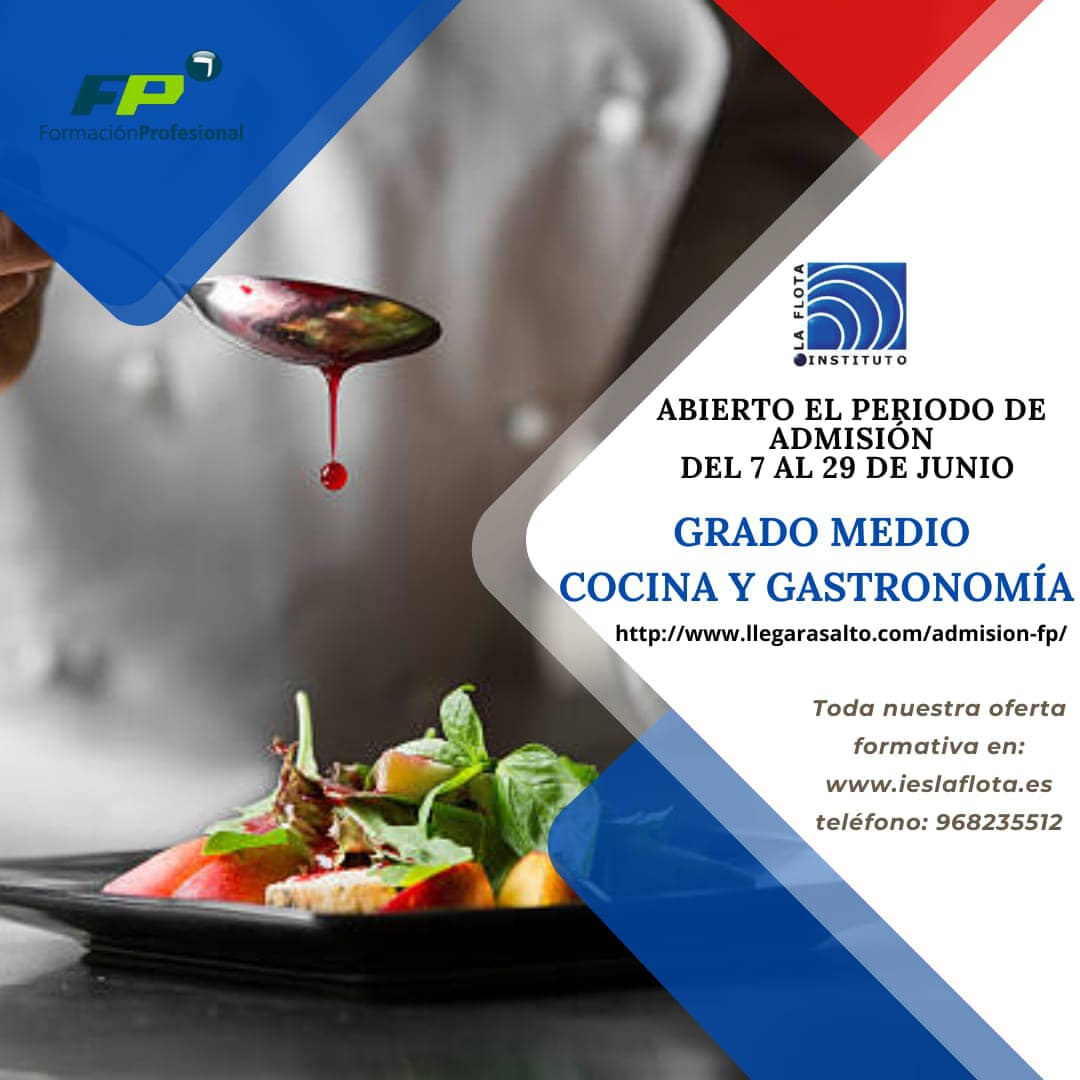 FP
FormaciónProfesional
LA FLOTA
INSTITUTO
ABIERTO EL PERIODO DE
ADMISIÓN
DEL 7 AL 29 DE JUNIO
GRADO MEDIO
COCINA Y GASTRONOMÍA
http://www.llegarasalto.com/admision-fp/
Toda nuestra oferta
formativa en:
www.ieslaflota.es
teléfono: 968235512